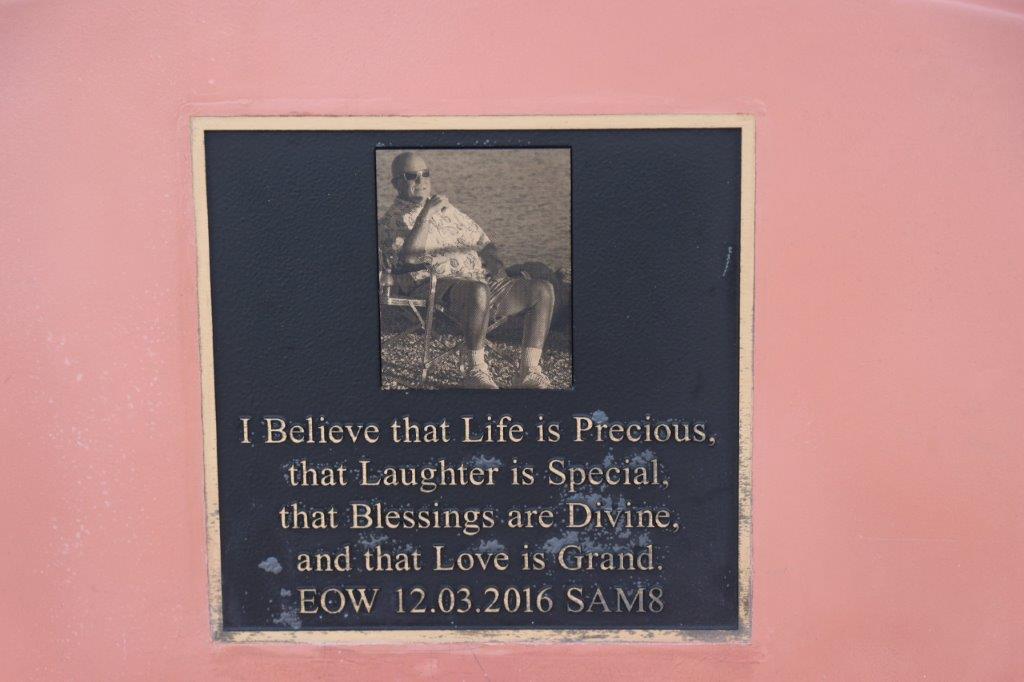 I Believe that Life is Precious,
that Laughter is Special,
that Blessings are Divine,
and that Love is Grand.
EOW 12.03.2016 SAM8